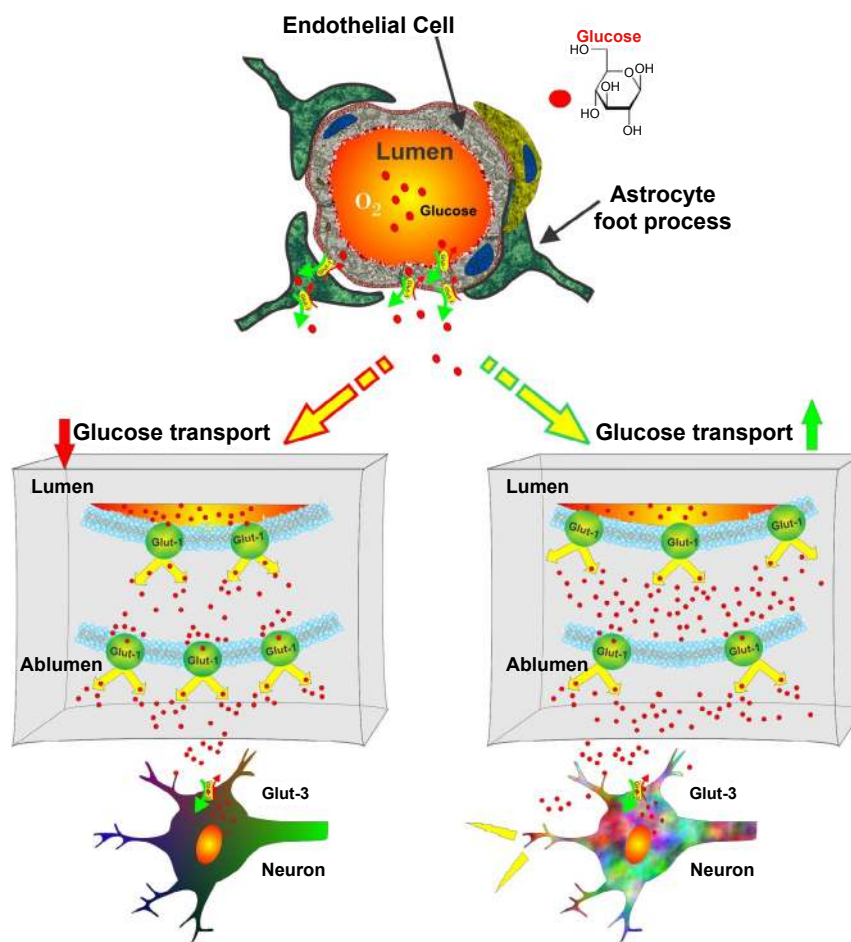 Endothelial Cell
Glucose
HO
O
OH
HO
HO
OH
Lumen
O2
Glucose
Astrocyte
foot process
Glucose transport
Glucose transport
Lumen
Glut-1
Glut-1
Ablumen
Glut-1
Glut-1
Glut-1
Lumen
Glut-1
Glut-1
Glut-1
Ablumen
Glut-1
Glut-1
Glut-3
Neuron
Glut-3
Neuron